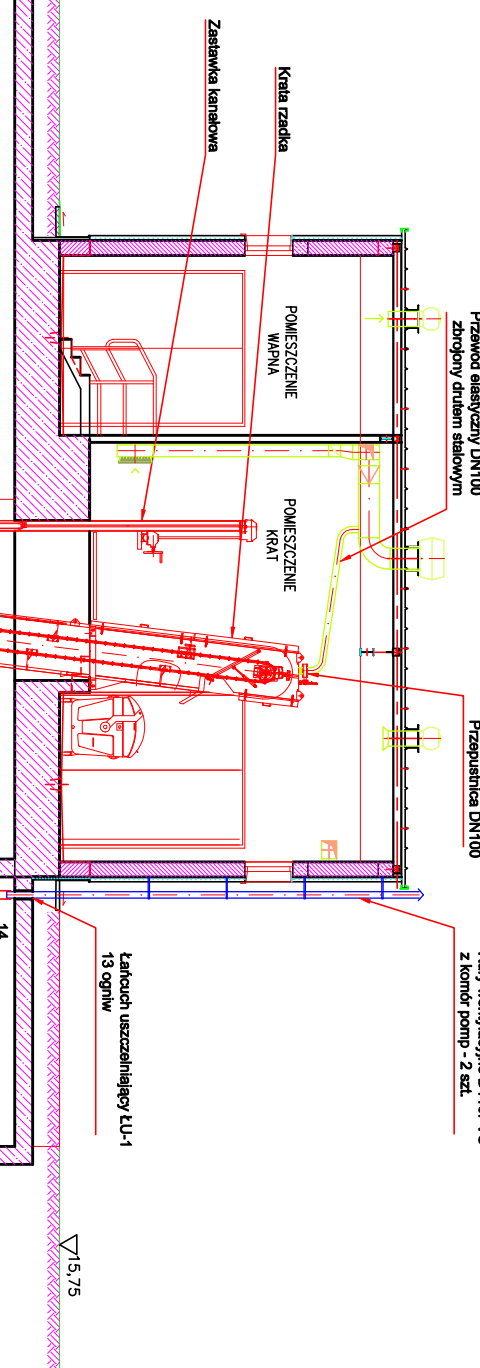 Zastawka kanałowa
Krata rzadka
Przewód elastyczny DN100
zbrojony drutem stalowym
Przepustnica DN100
z komór pomp - 2 szt.
POMIESZCZENIE
WAPNA
POMIESZCZENIE
KRAT
Łańcuch uszczelniający ŁU-1
13 ogniw
14
15,75